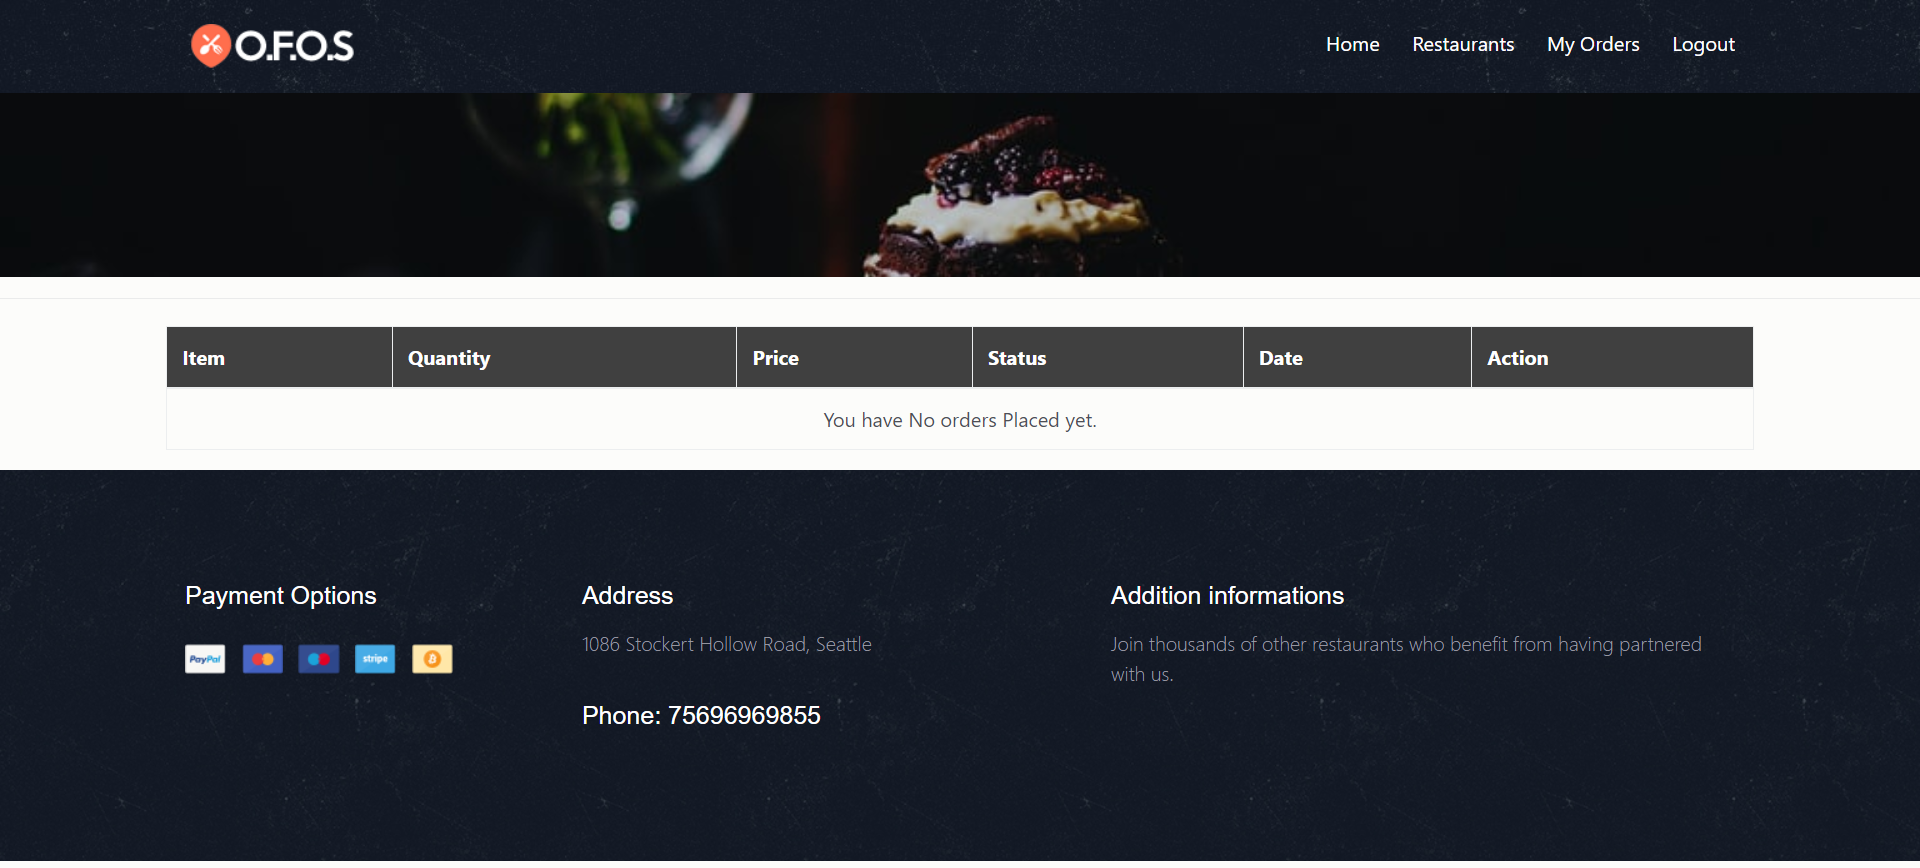 O.F.O.S
Home Restaurants My Orders Logout
Item Quantity Price Status Date Action
You have No orders Placed yet.
Payment Options
PayPal stripe
Address
1086 Stockert Hollow Road, Seattle
Phone: 75696969855
Addition informations
Join thousands of other restaurants who benefit from having partnered
with us.